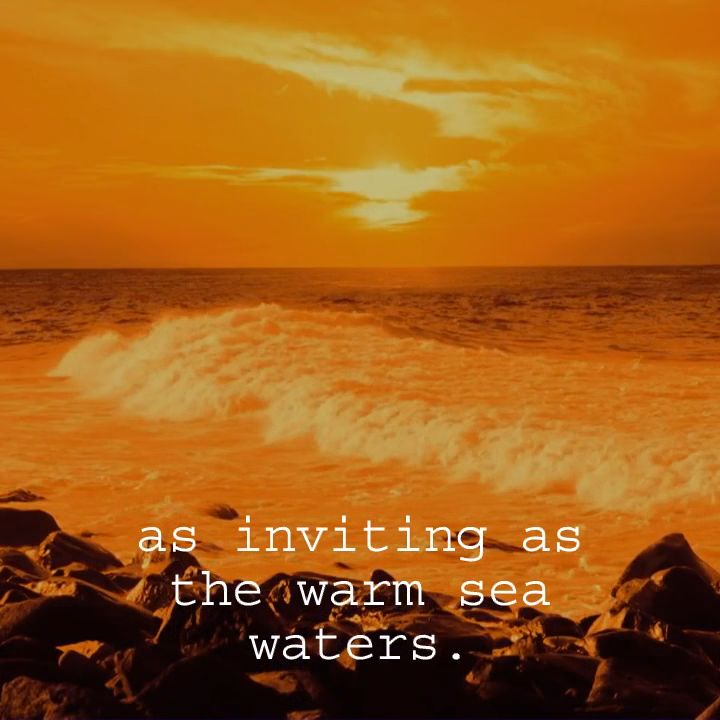 as inviting as
the warm sea
waters.